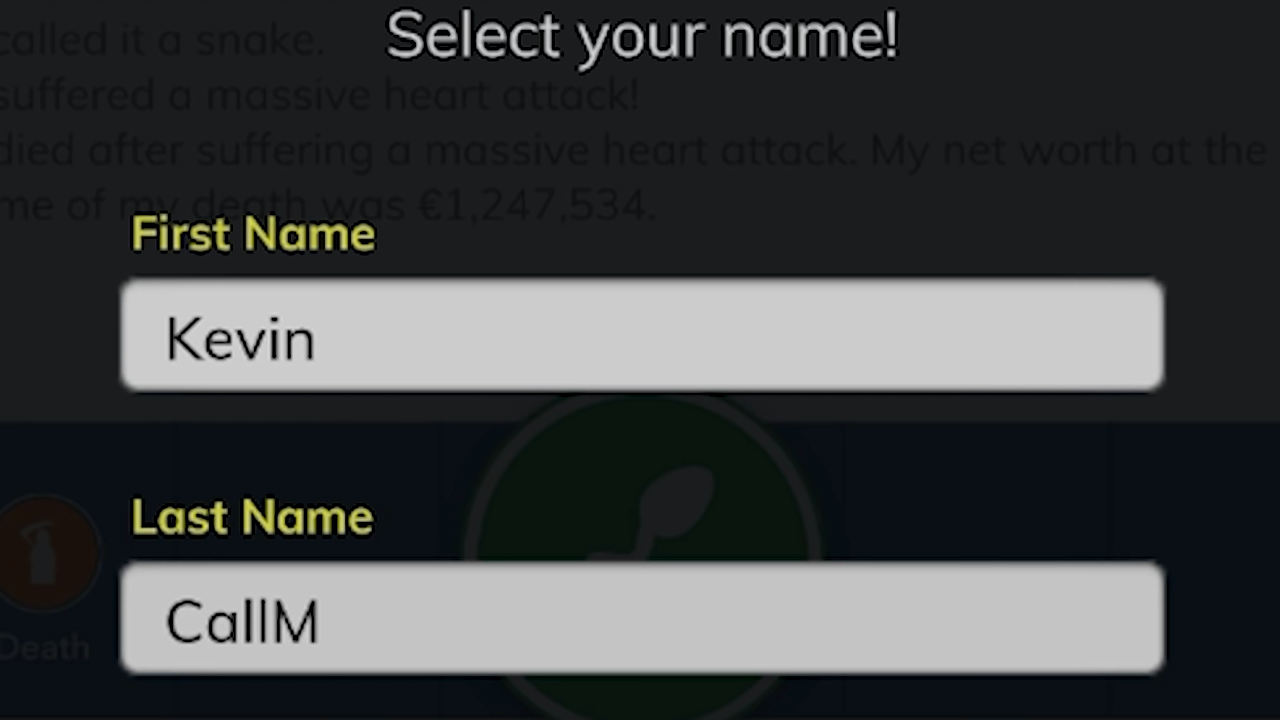 called it a snake.
Select your name!
suffered a massive heart attack!
died after suffering a massive heart attack. My net worth at the
me of my death was €1,247,534.
First Name
Kevin
Last Name
CallM
Death